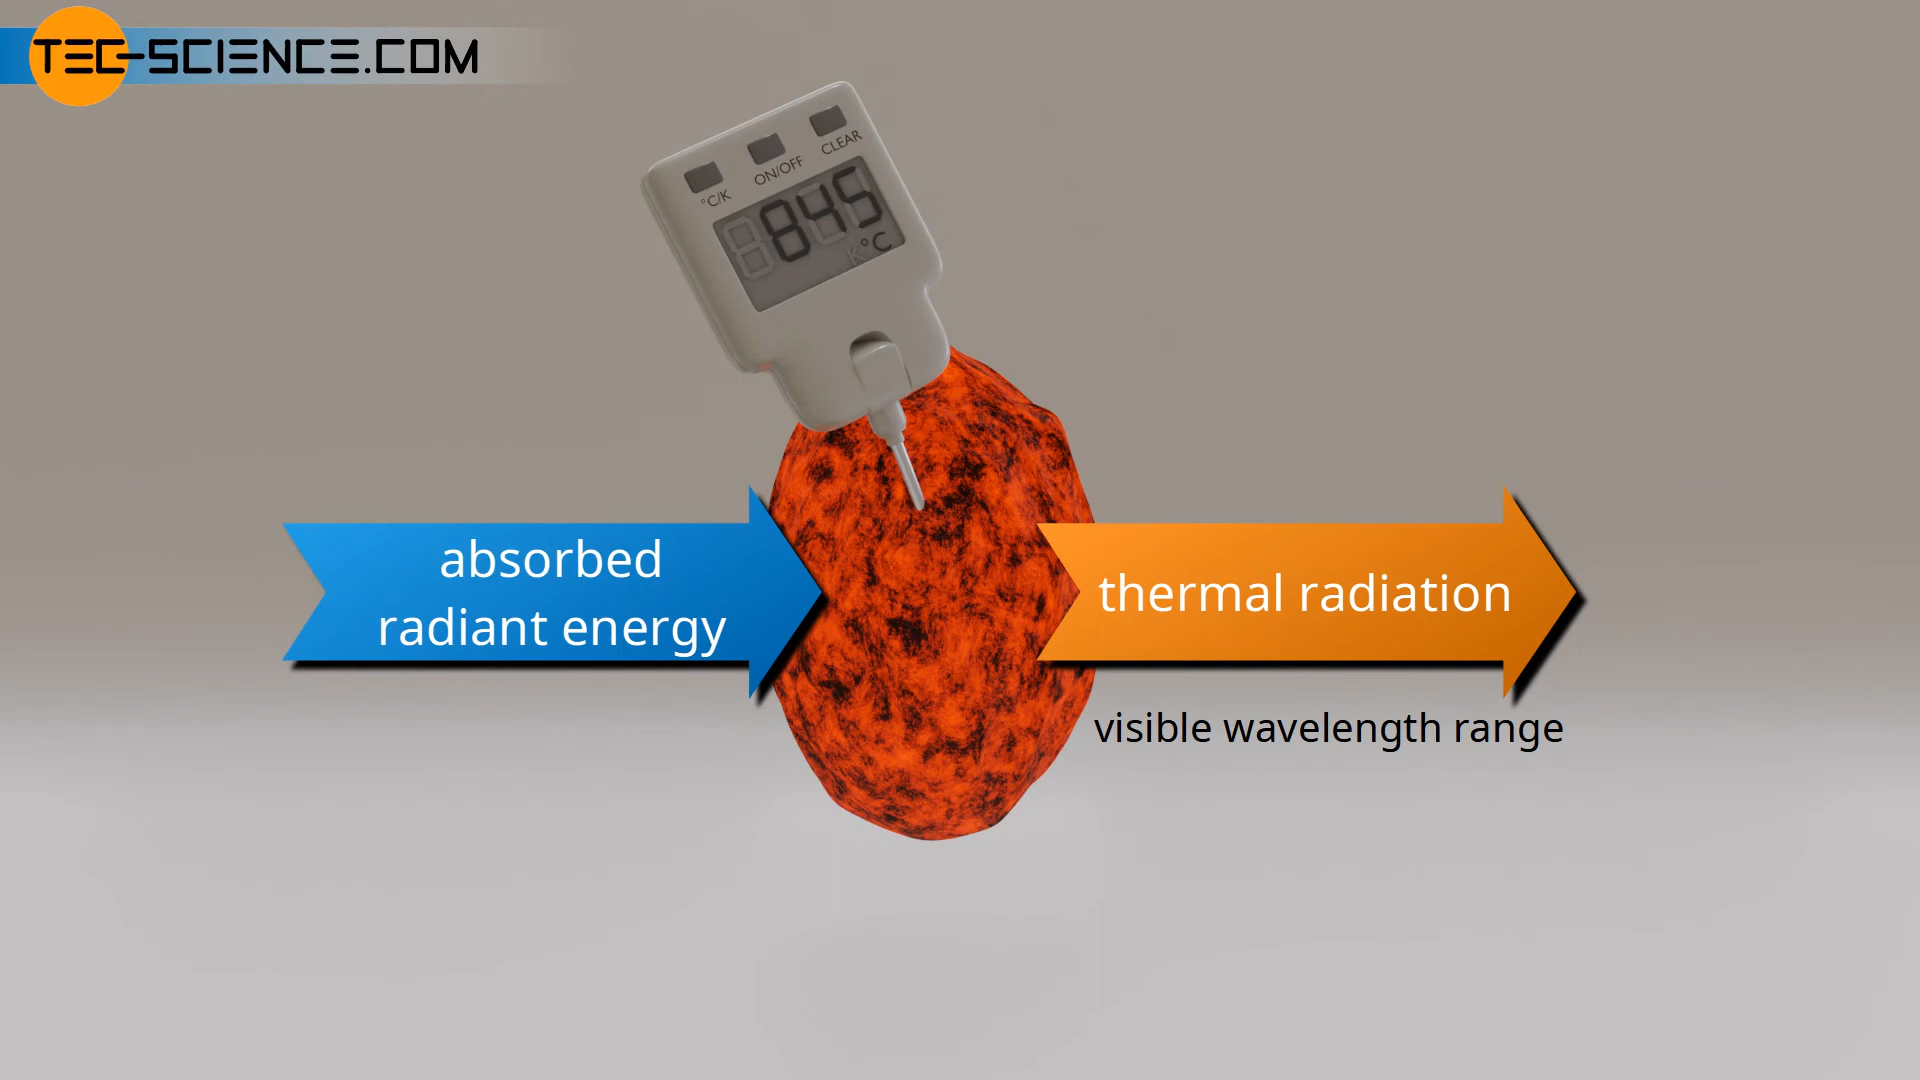 TEC-SCIENCE.COM
°C/K
ON/OFF
CLEAR
845
K °C
absorbed
radiant energy
thermal radiation
visible wavelength range